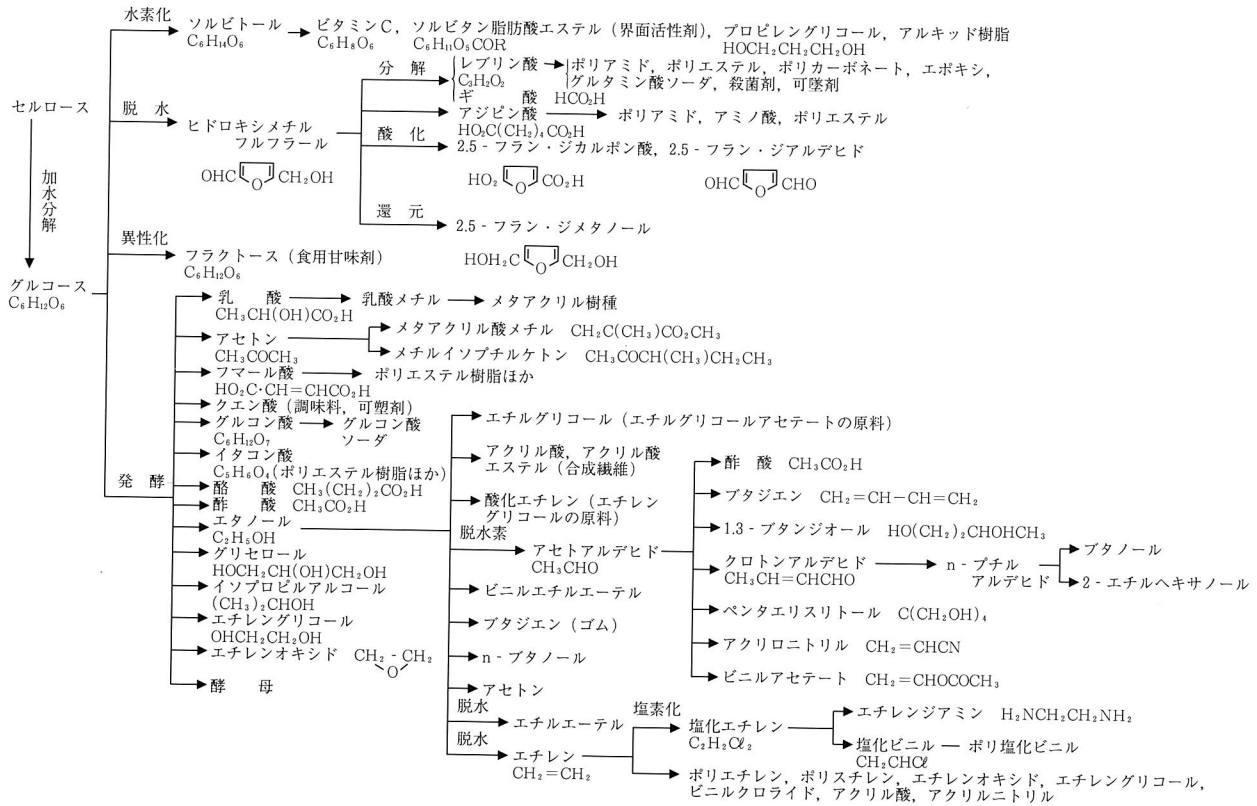 水素化
ソルビトール
C₆H₁₄O₆
ビタミンC，ソルビタン脂肪酸エステル（界面活性剤），プロピレングリコール，アルキッド樹脂
C₆H₈O₆
C₆H₁₁O₅COR
HOCH₂CH₂CH₂OH
セルロース
加水分解
グルコース
C₆H₁₂O₆
脱　水
ヒドロキシメチル
フルフラール
OHC O CH₂OH
分　解
レブリン酸
C₃H₂O₂
ギ　　酸　HCO₂H
ポリアミド，ポリエステル，ポリカーボネート，エポキシ，
グルタミン酸ソーダ，殺菌剤，可墜剤
アジピン酸
HO₂C(CH₂)₄CO₂H
ポリアミド，アミノ酸，ポリエステル
酸　化
2.5‐フラン・ジカルポン酸，2.5‐フラン・ジアルデヒド
HO₂ O CO₂H
OHC O CHO
還　元
2.5‐フラン・ジメタノール
HOH₂C O CH₂OH
異性化
フラクトース（食用甘味剤）
C₆H₁₂O₆
発　酵
乳　　酸
CH₃CH(OH)CO₂H
乳酸メチル
メタアクリル樹種
アセトン
CH₃COCH₃
メタアクリル酸メチル　CH₂C(CH₃)CO₂CH₃
メチルイソプチルケトン　CH₃COCH(CH₃)CH₂CH₃
フマール酸
HO₂C･CH＝CHCO₂H
ポリエステル樹脂ほか
クエン酸（調味料，可塑剤）
グルコン酸
C₆H₁₂O₇
グルコン酸
ソーダ
イタコン酸
C₅H₆O₄(ポリエステル樹脂ほか)
酪　　酸　CH₃(CH₂)₂CO₂H
酢　　酸　CH₃CO₂H
エタノール
C₂H₅OH
グリセロール
HOCH₂CH(OH)CH₂OH
イソプロピルアルコール
(CH₃)₂CHOH
エチレングリコール
OHCH₂CH₂OH
エチレンオキシド　CH₂‐CH₂
O
酵　母
エチルグリコール（エチルグリコールアセテートの原料）
アクリル酸，アクリル酸
エステル（合成繊維）
酸化エチレン（エチレン
グリコールの原料）
脱水素
アセトアルデヒド
CH₃CHO
ビニルエチルエーテル
ブタジエン（ゴム）
n‐ブタノール
アセトン
脱水
エチルエーテル
脱水
エチレン
CH₂＝CH₂
酢　酸　CH₃CO₂H
ブタジエン　CH₂＝CH－CH＝CH₂
1.3‐ブタンジオール　HO(CH₂)₂CHOHCH₃
クロトンアルデヒド
CH₃CH＝CHCHO
n‐プチル
アルデヒド
ブタノール
2‐エチルヘキサノール
ペンタエリスリトール　C(CH₂OH)₄
アクリロニトリル　CH₂＝CHCN
ビニルアセテート　CH₂＝CHOCOCH₃
塩素化
塩化エチレン
C₂H₂Cℓ₂
エチレンジアミン　H₂NCH₂CH₂NH₂
塩化ビニル ― ポリ塩化ビニル
CH₂CHCℓ
ポリエチレン，ポリスチレン，エチレンオキシド，エチレングリコール，
ビニルクロライド，アクリル酸，アクリルニトリル